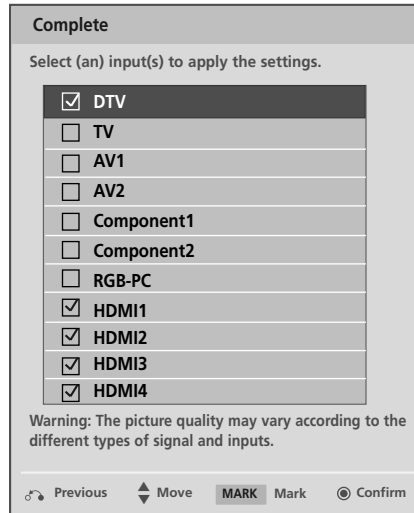 Complete
Select (an) input(s) to apply the settings.
DTV
TV
AV1
AV2
Component1
Component2
RGB-PC
HDMI1
HDMI2
HDMI3
HDMI4
Warning: The picture quality may vary according to the
different types of signal and inputs.
Previous Move MARK Mark Confirm